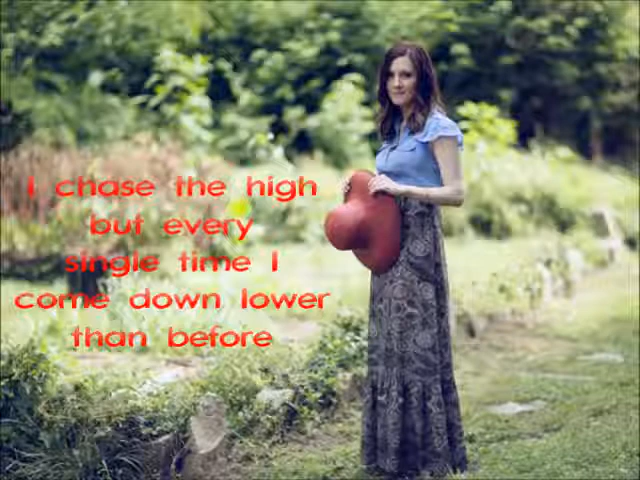 I chase the high
but every
single time I
come down lower
than before